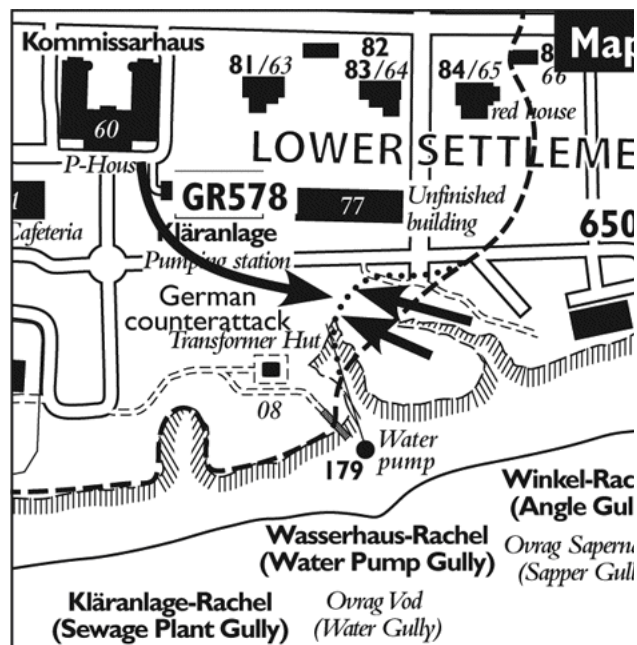 Map
Kommissarhaus
82
81/63
83/64
84/65
66
red house
60
LOWER SETTLEME
P-Hous
GR578
77
Unfinished
building
650
Cafeteria
Kläranlage
Pumping station
German
counterattack
Transformer Hut
08
Water
pump
179
Winkel-Rac
(Angle Gul
Wasserhaus-Rachel
(Water Pump Gully)
Ovrag Saperna
(Sapper Gull
Kläranlage-Rachel
(Sewage Plant Gully)
Ovrag Vod
(Water Gully)